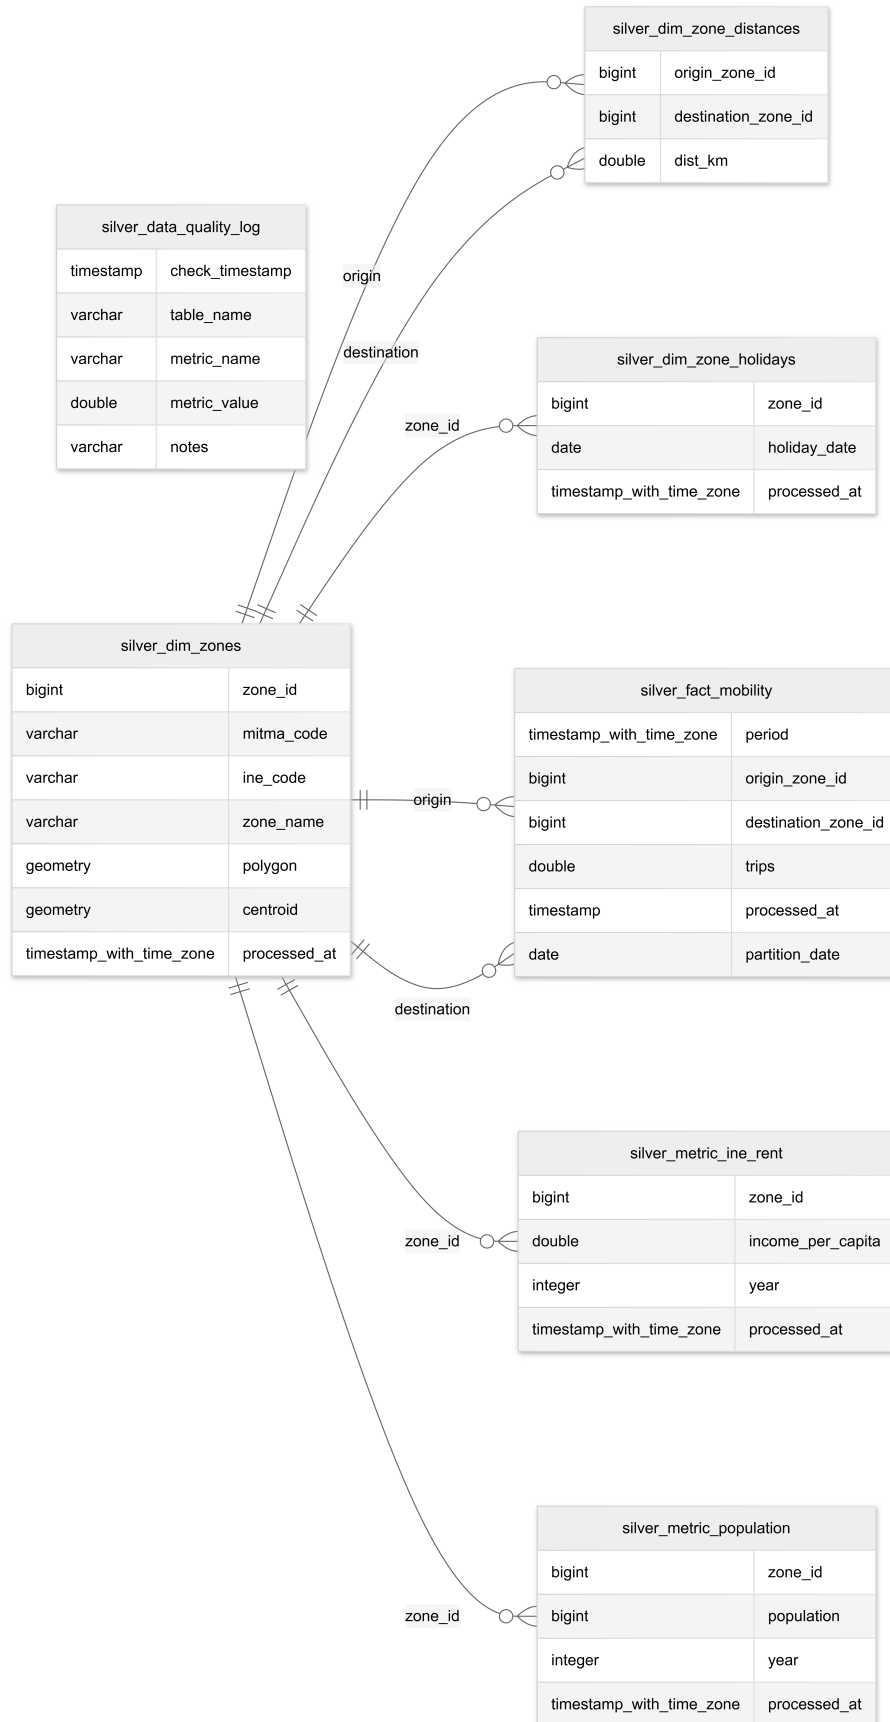 silver_dim_zone_distances
bigint origin_zone_id
bigint destination_zone_id
double dist_km
silver_data_quality_log
timestamp check_timestamp
varchar table_name
varchar metric_name
double metric_value
varchar notes
origin
destination
silver_dim_zone_holidays
bigint zone_id
date holiday_date
timestamp_with_time_zone processed_at
zone_id
silver_dim_zones
bigint zone_id
varchar mitma_code
varchar ine_code
varchar zone_name
geometry polygon
geometry centroid
timestamp_with_time_zone processed_at
silver_fact_mobility
timestamp_with_time_zone period
bigint origin_zone_id
bigint destination_zone_id
double trips
timestamp processed_at
date partition_date
origin
destination
silver_metric_ine_rent
bigint zone_id
double income_per_capita
integer year
timestamp_with_time_zone processed_at
zone_id
silver_metric_population
bigint zone_id
bigint population
integer year
timestamp_with_time_zone processed_at
zone_id